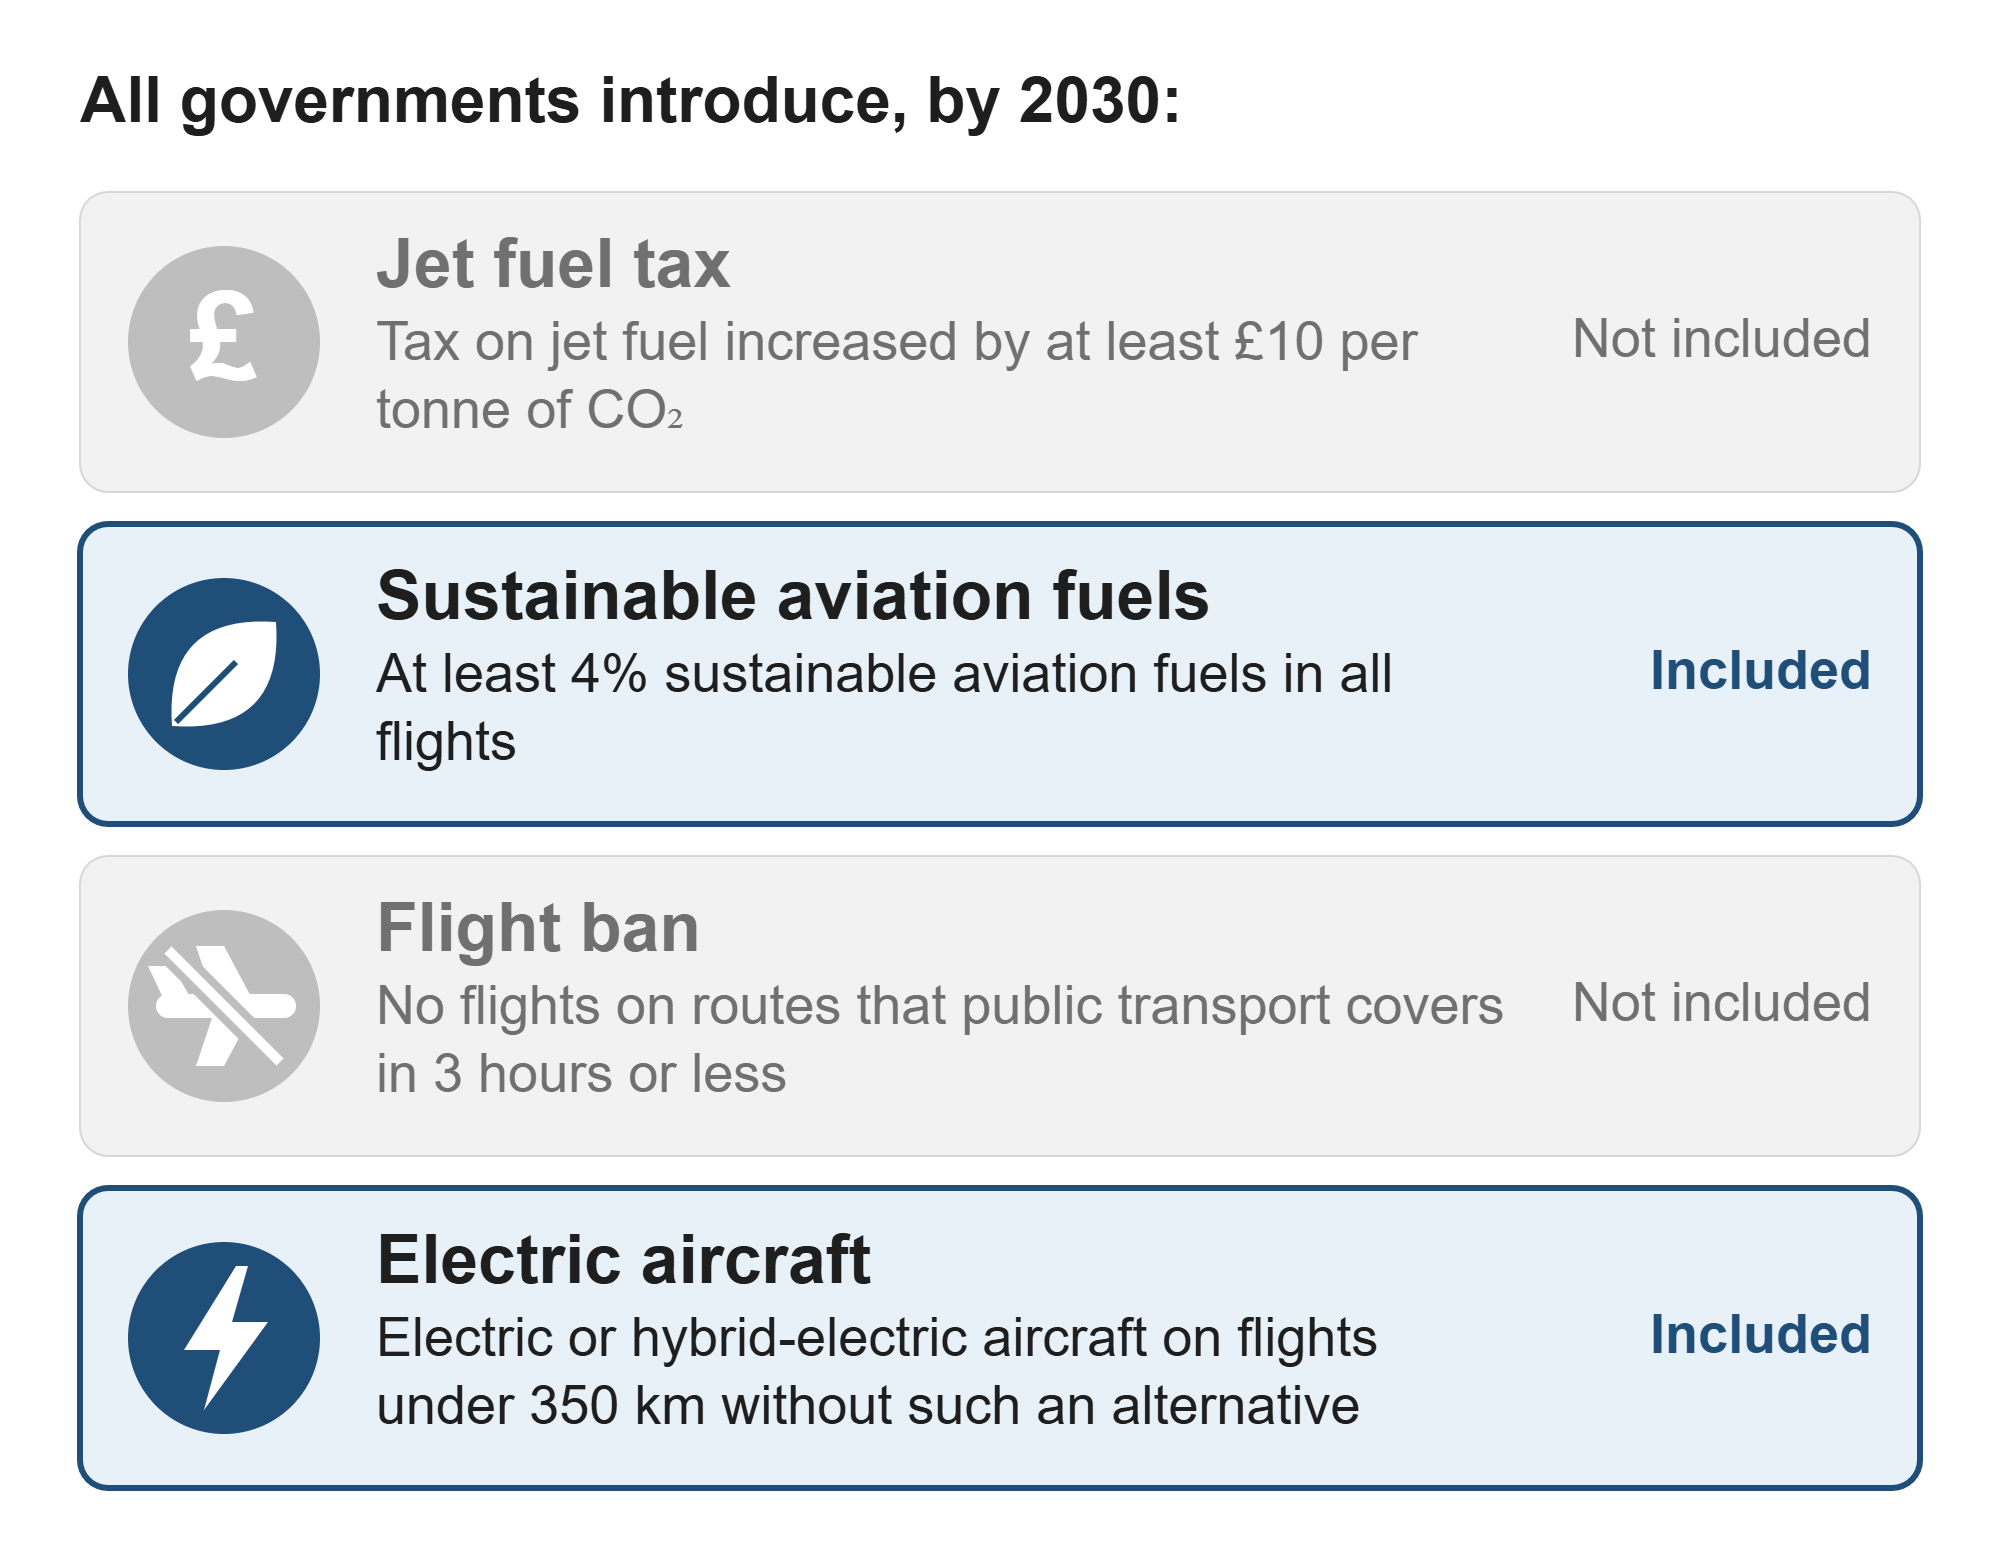 All governments introduce, by 2030:
£
Jet fuel tax
Tax on jet fuel increased by at least £10 per
tonne of CO₂
Not included
Sustainable aviation fuels
At least 4% sustainable aviation fuels in all
flights
Included
Flight ban
No flights on routes that public transport covers
in 3 hours or less
Not included
Electric aircraft
Electric or hybrid-electric aircraft on flights
under 350 km without such an alternative
Included